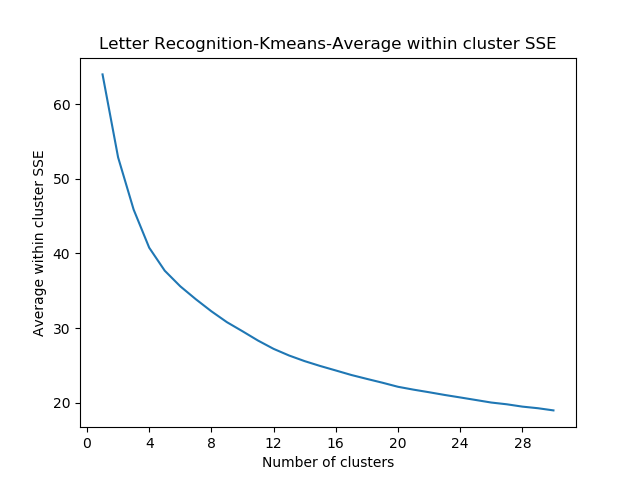 Letter Recognition-Kmeans-Average within cluster SSE
60
50
40
30
20
Average within cluster SSE
0 4 8 12 16 20 24 28
Number of clusters